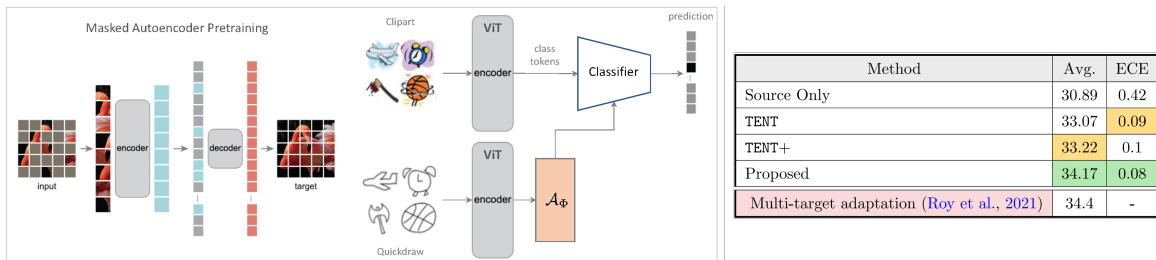 Masked Autoencoder Pretraining
input
encoder
decoder
target
Clipart
ViT
encoder
class
tokens
Classifier
prediction
ViT
encoder
𝒜Φ
Quickdraw
Method Avg. ECE
Source Only 30.89 0.42
TENT 33.07 0.09
TENT+ 33.22 0.1
Proposed 34.17 0.08
Multi-target adaptation (Roy et al., 2021) 34.4 -